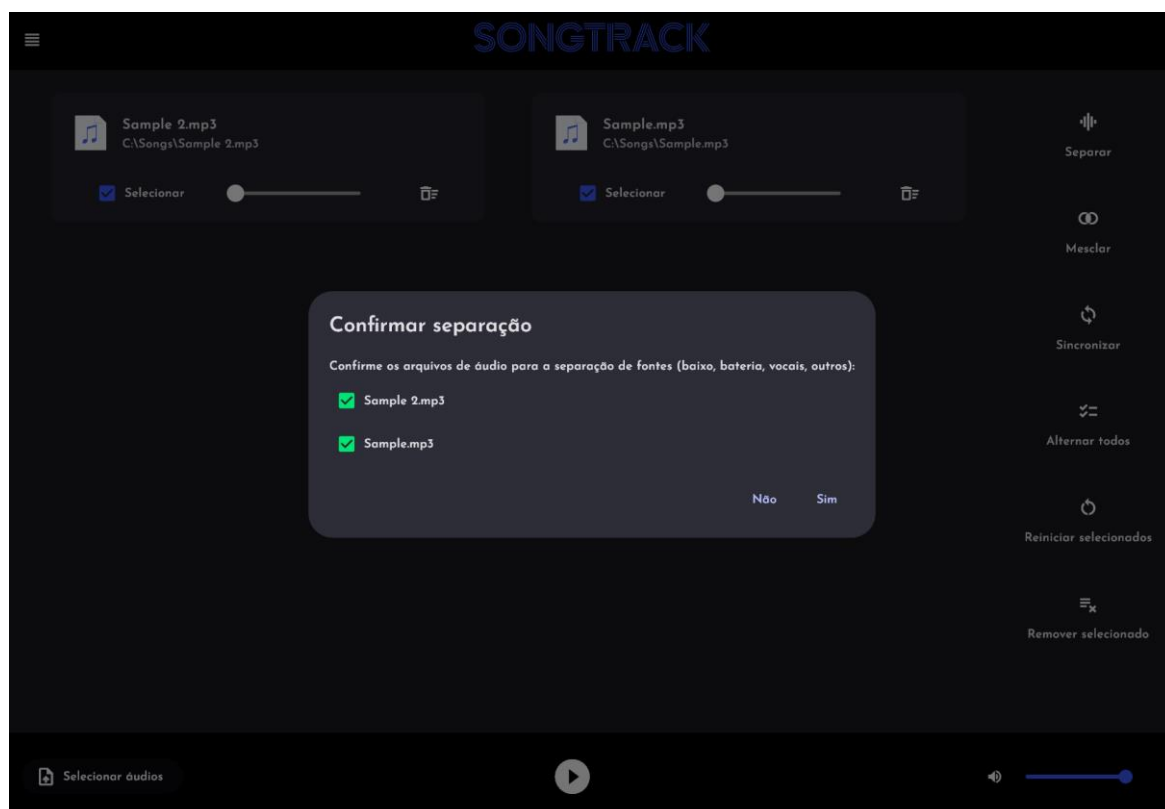 SONGTRACK
Sample 2.mp3
C:\Songs\Sample 2.mp3
Selecionar
Sample.mp3
C:\Songs\Sample.mp3
Selecionar
Separar
Mesclar
Sincronizar
Alternar todos
Reiniciar selecionados
Remover selecionado
Confirmar separação
Confirme os arquivos de áudio para a separação de fontes (baixo, bateria, vocais, outros):
Sample 2.mp3
Sample.mp3
Não Sim
Selecionar áudios